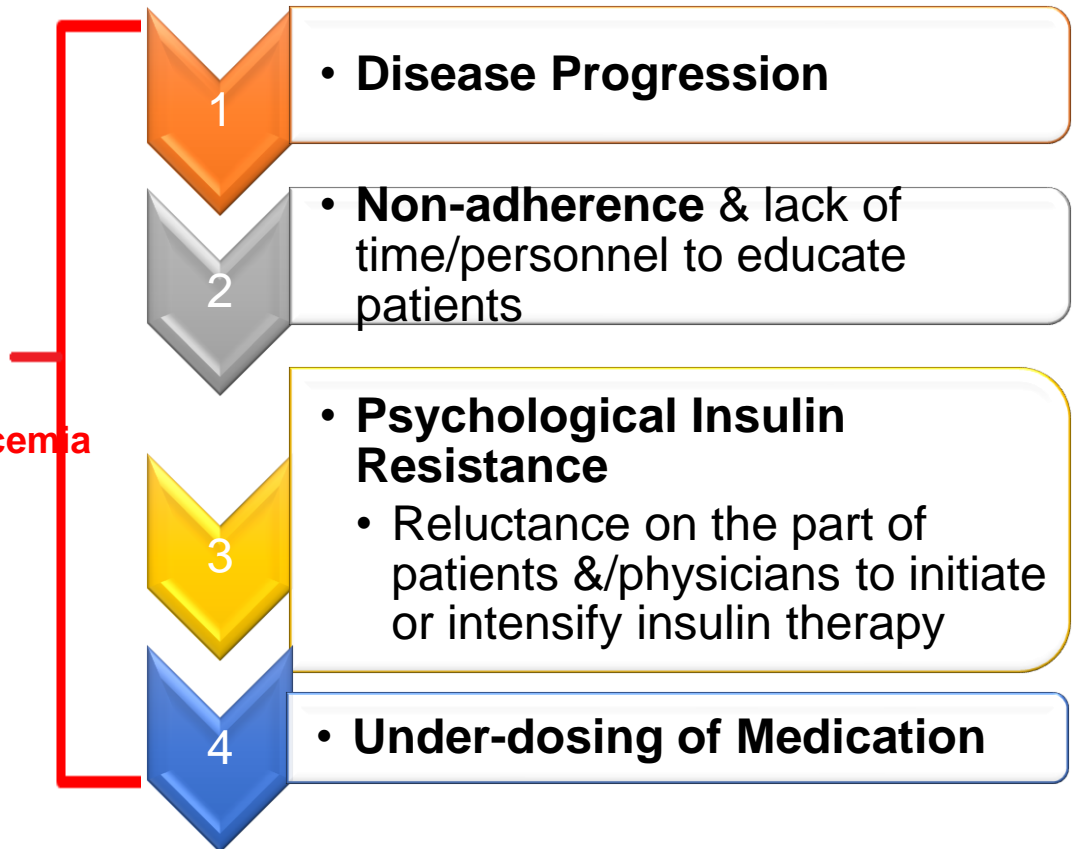 1
• Disease Progression
2
• Non-adherence & lack of
time/personnel to educate
patients
cemia
3
• Psychological Insulin
Resistance
• Reluctance on the part of
patients &/physicians to initiate
or intensify insulin therapy
4
• Under-dosing of Medication